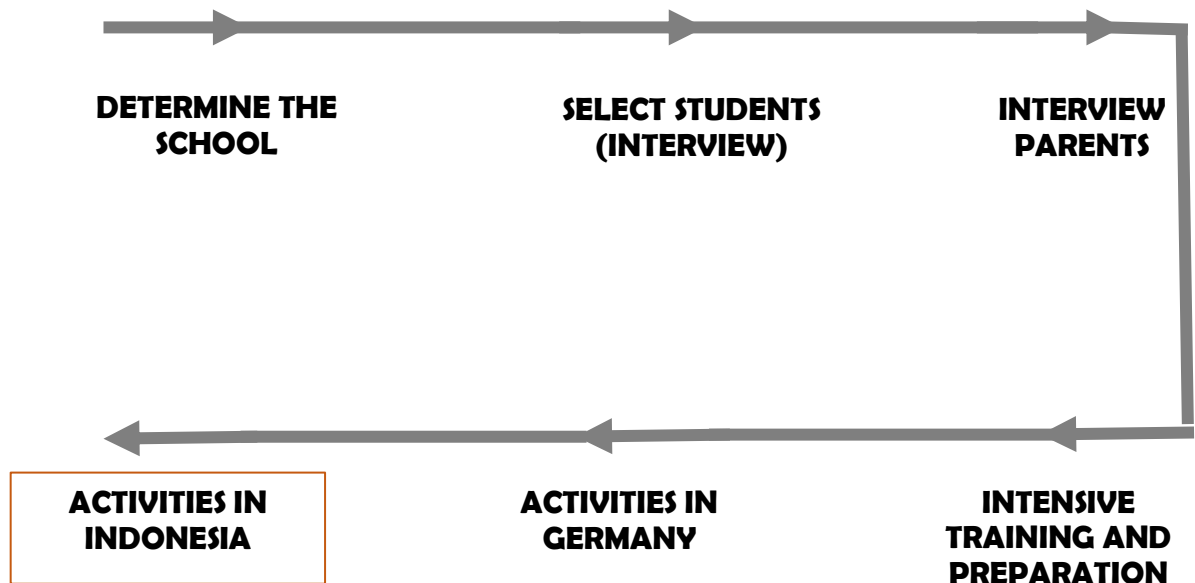 DETERMINE THE
SCHOOL
SELECT STUDENTS
(INTERVIEW)
INTERVIEW
PARENTS
ACTIVITIES IN
INDONESIA
ACTIVITIES IN
GERMANY
INTENSIVE
TRAINING AND
PREPARATION